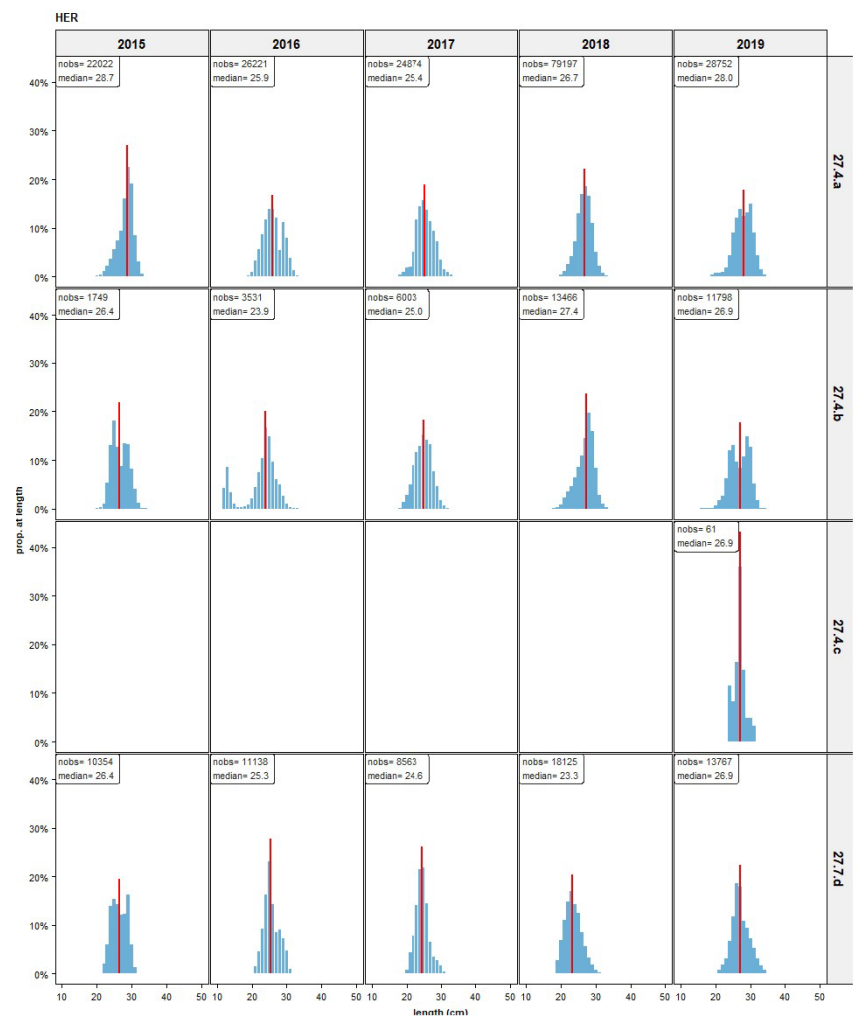 HER
2015 2016 2017 2018 2019
nobs= 22022 nobs= 26221 nobs= 24874 nobs= 79197 nobs= 28752
median= 28.7 median= 25.9 median= 25.4 median= 26.7 median= 28.0
40%
30%
20%
10%
0%
27.4.a
nobs= 1749 nobs= 3531 nobs= 6003 nobs= 13466 nobs= 11798
median= 26.4 median= 23.9 median= 25.0 median= 27.4 median= 26.9
40%
30%
20%
10%
0%
27.4.b
prop. at length
nobs= 61
median= 26.9
40%
30%
20%
10%
0%
27.4.c
nobs= 10354 nobs= 11138 nobs= 8563 nobs= 18125 nobs= 13767
median= 26.4 median= 25.3 median= 24.6 median= 23.3 median= 26.9
40%
30%
20%
10%
0%
27.7.d
10 20 30 40 50 10 20 30 40 50 10 20 30 40 50 10 20 30 40 50 10 20 30 40 50
length (cm)